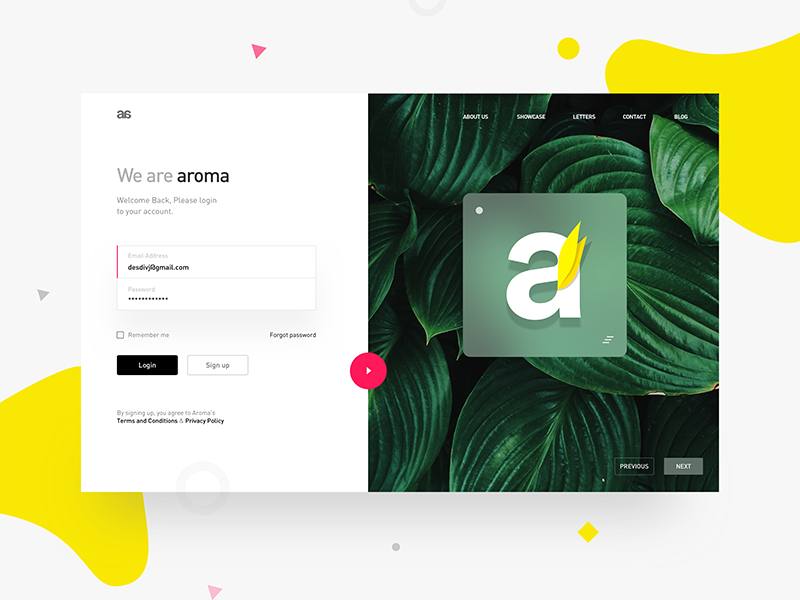 aa
ABOUT US SHOWCASE LETTERS CONTACT BLOG
We are aroma
Welcome Back, Please login
to your account.
Email Address
desdivj@gmail.com
Password
************
Remember me Forgot password
Login Sign up
By signing up, you agree to Aroma's
Terms and Conditions & Privacy Policy
a
PREVIOUS NEXT